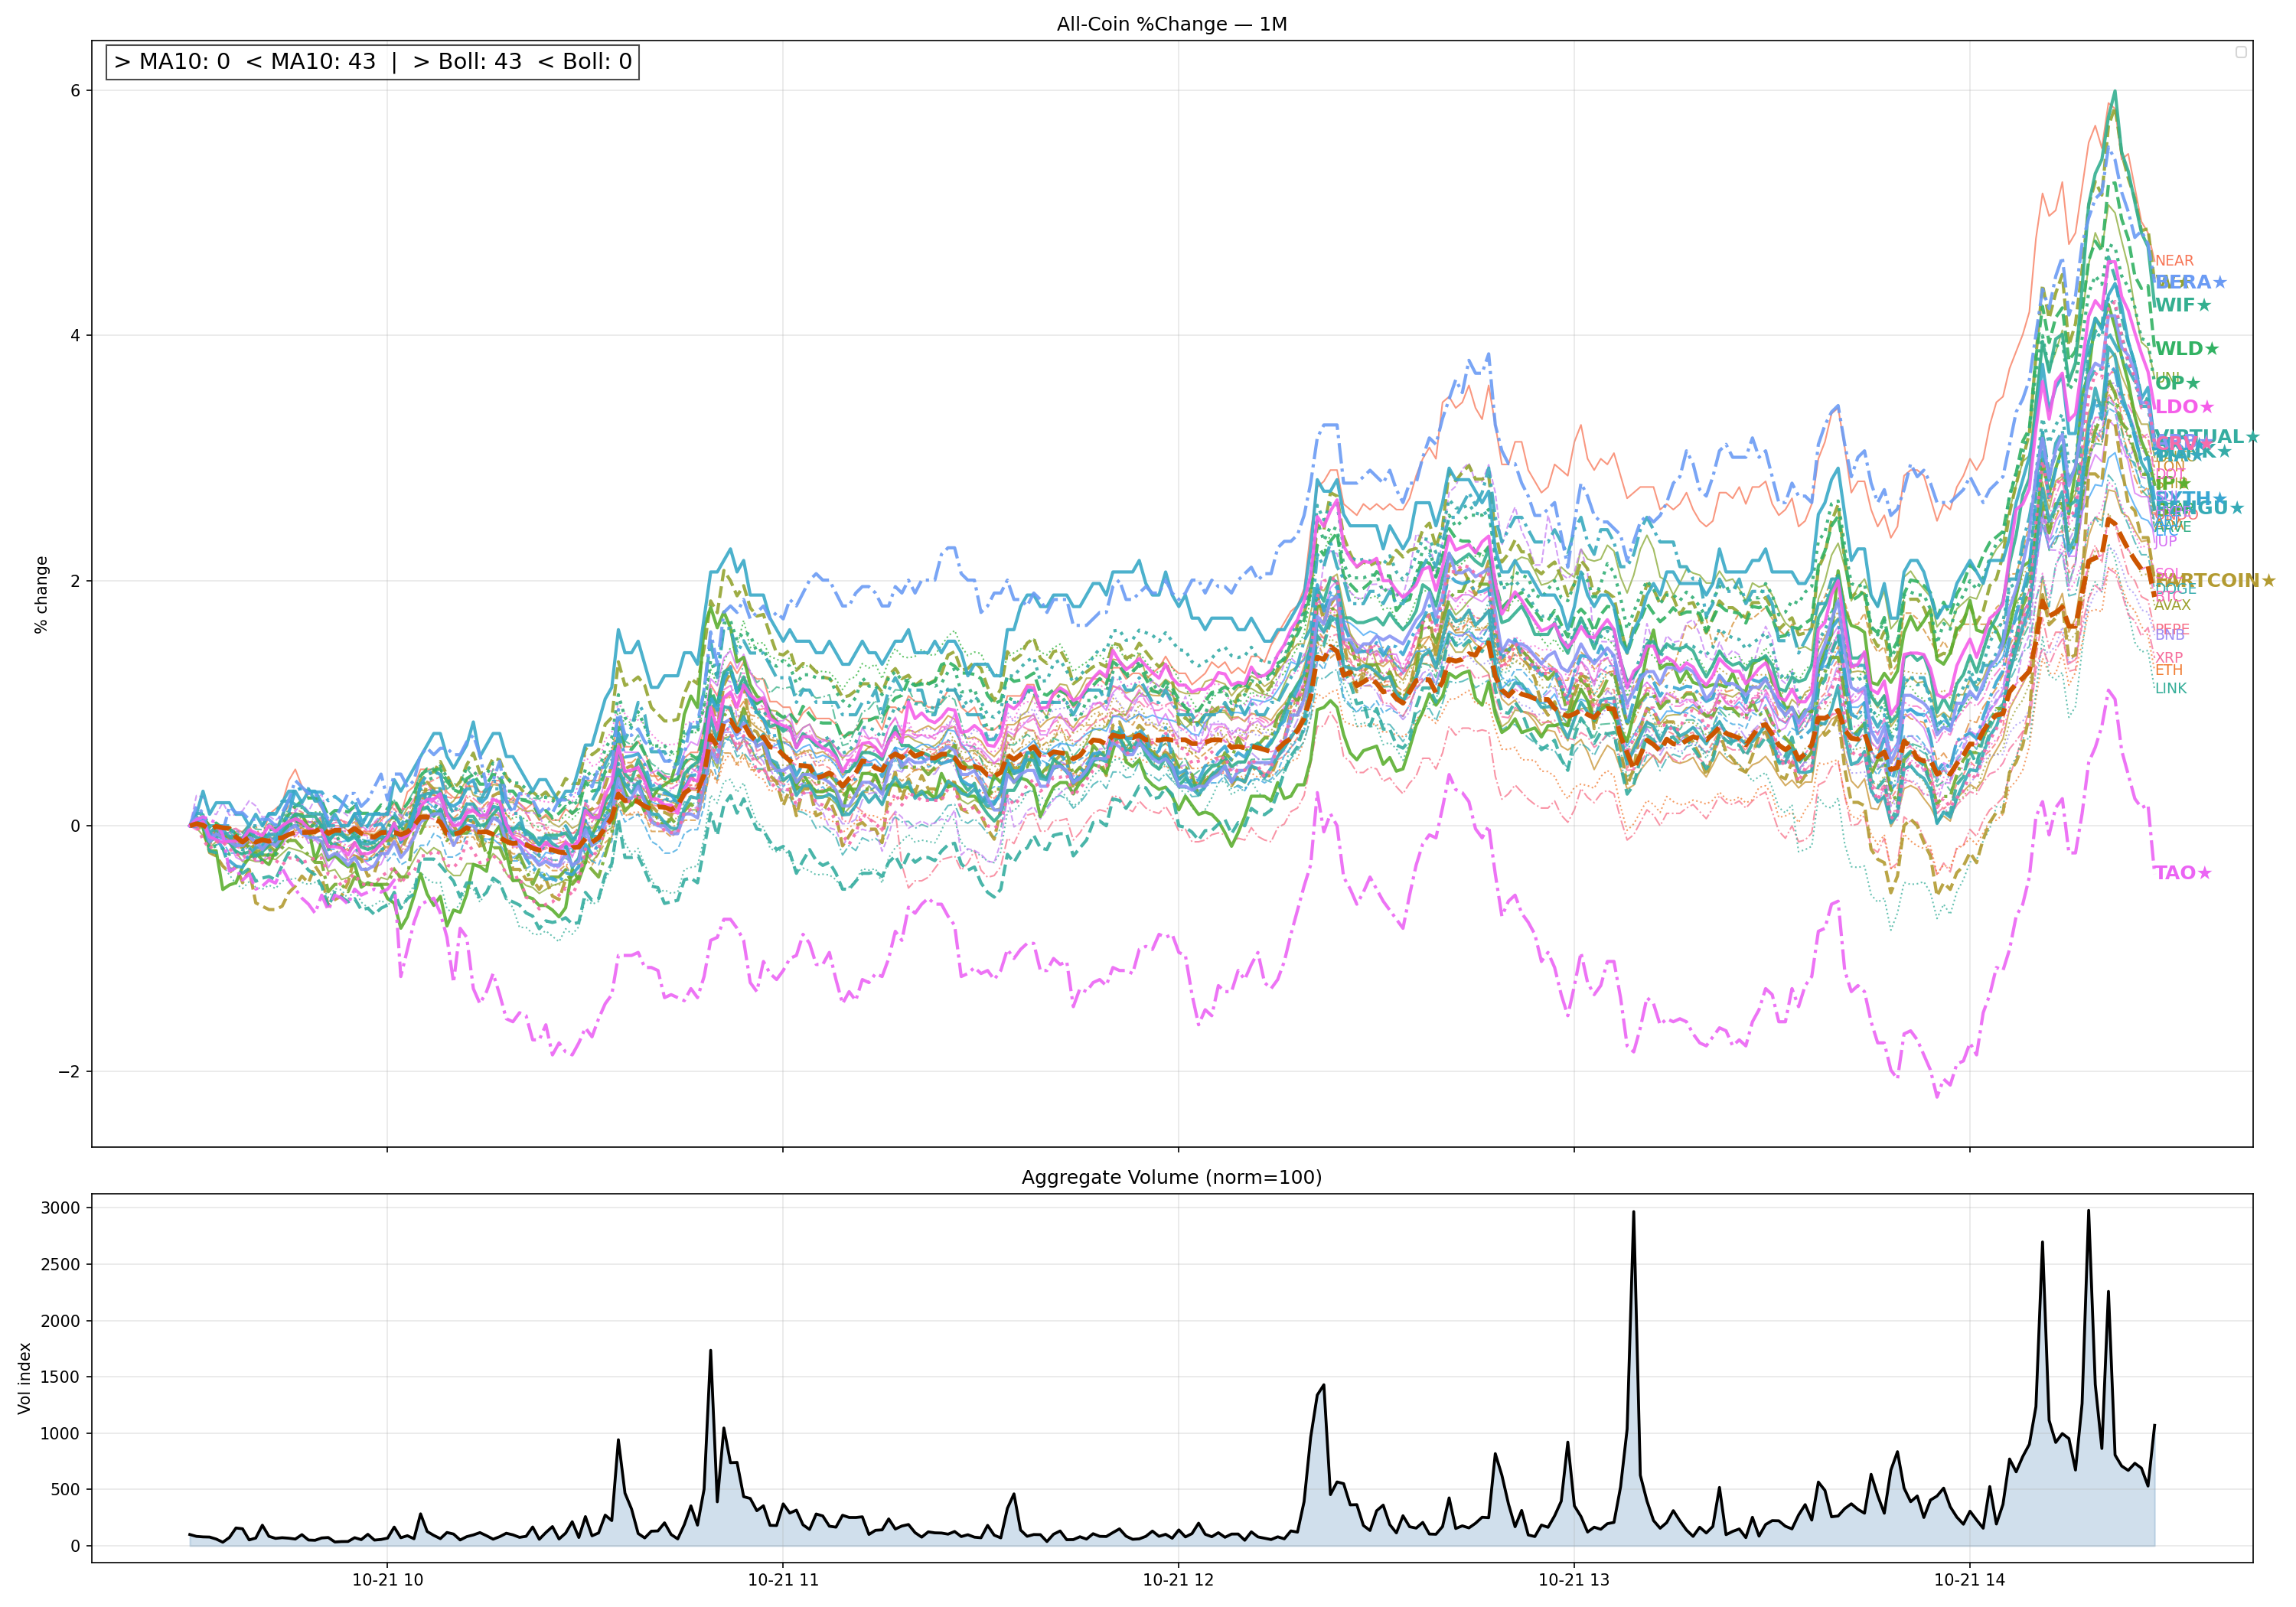 All-Coin %Change — 1M
> MA10: 0  < MA10: 43  |  > Boll: 43  < Boll: 0
% change
6
4
2
0
−2
NEAR
BERA★
WIF★
WLD★
UNI
OP★
LDO★
VIRTUAL★
TON
DOT
IP★
PYTH★
PENGU★
AAVE
JUP
SOL
FARTCOIN★
DOGE
AVAX
PEPE
BNB
XRP
ETH
LINK
TAO★
Aggregate Volume (norm=100)
Vol index
3000
2500
2000
1500
1000
500
0
10-21 10
10-21 11
10-21 12
10-21 13
10-21 14